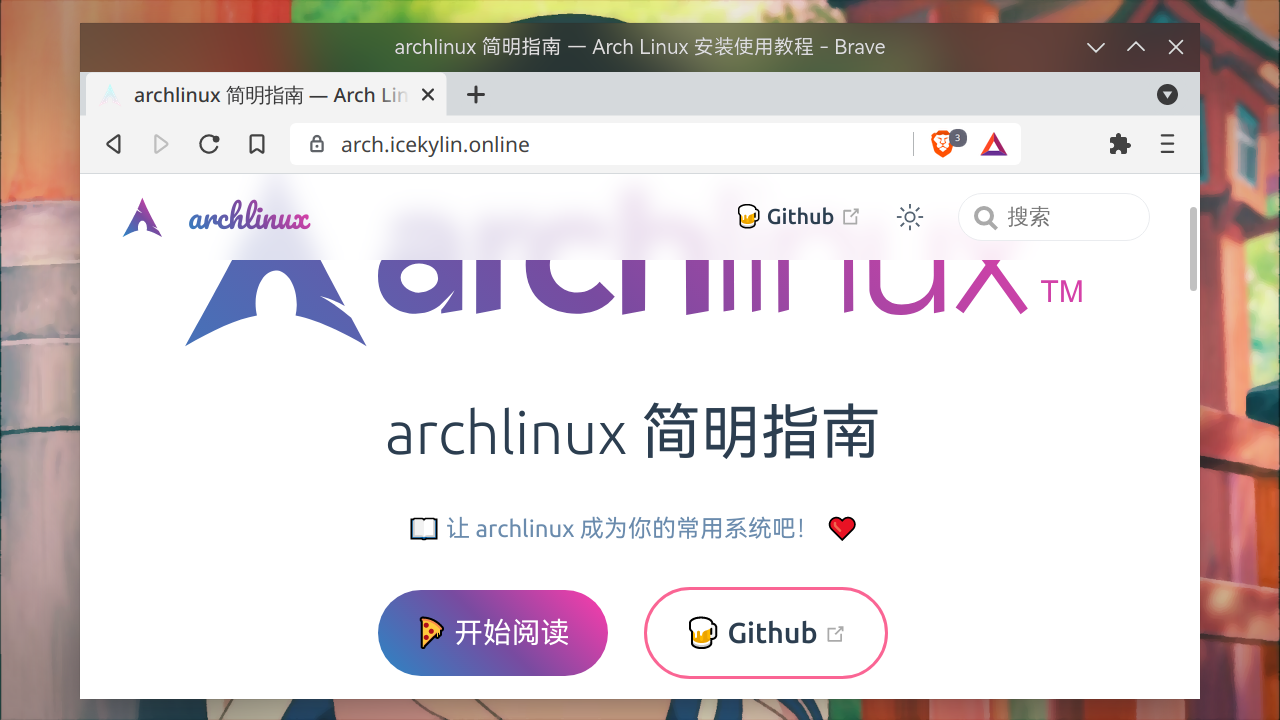 archlinux 简明指南 — Arch Linux 安装使用教程 - Brave
archlinux 简明指南 — Arch Lin
arch.icekylin.online
3
archlinux
Github
搜索
archlinux TM
archlinux 简明指南
让 archlinux 成为你的常用系统吧！
开始阅读
Github